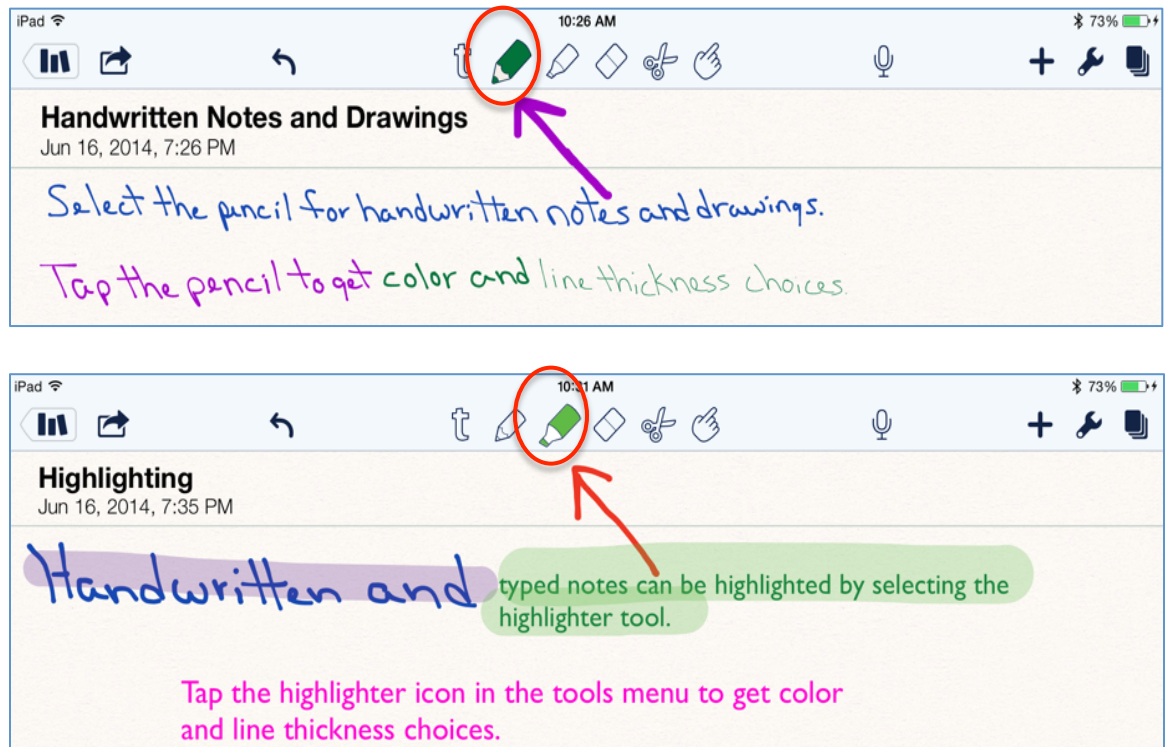 iPad 10:26 AM 73%
t
Handwritten Notes and Drawings
Jun 16, 2014, 7:26 PM
Select the pencil for handwritten notes and drawings.
Tap the pencil to get color and line thickness choices.
iPad 10:31 AM 73%
t
Highlighting
Jun 16, 2014, 7:35 PM
Handwritten and typed notes can be highlighted by selecting the
highlighter tool.
Tap the highlighter icon in the tools menu to get color
and line thickness choices.